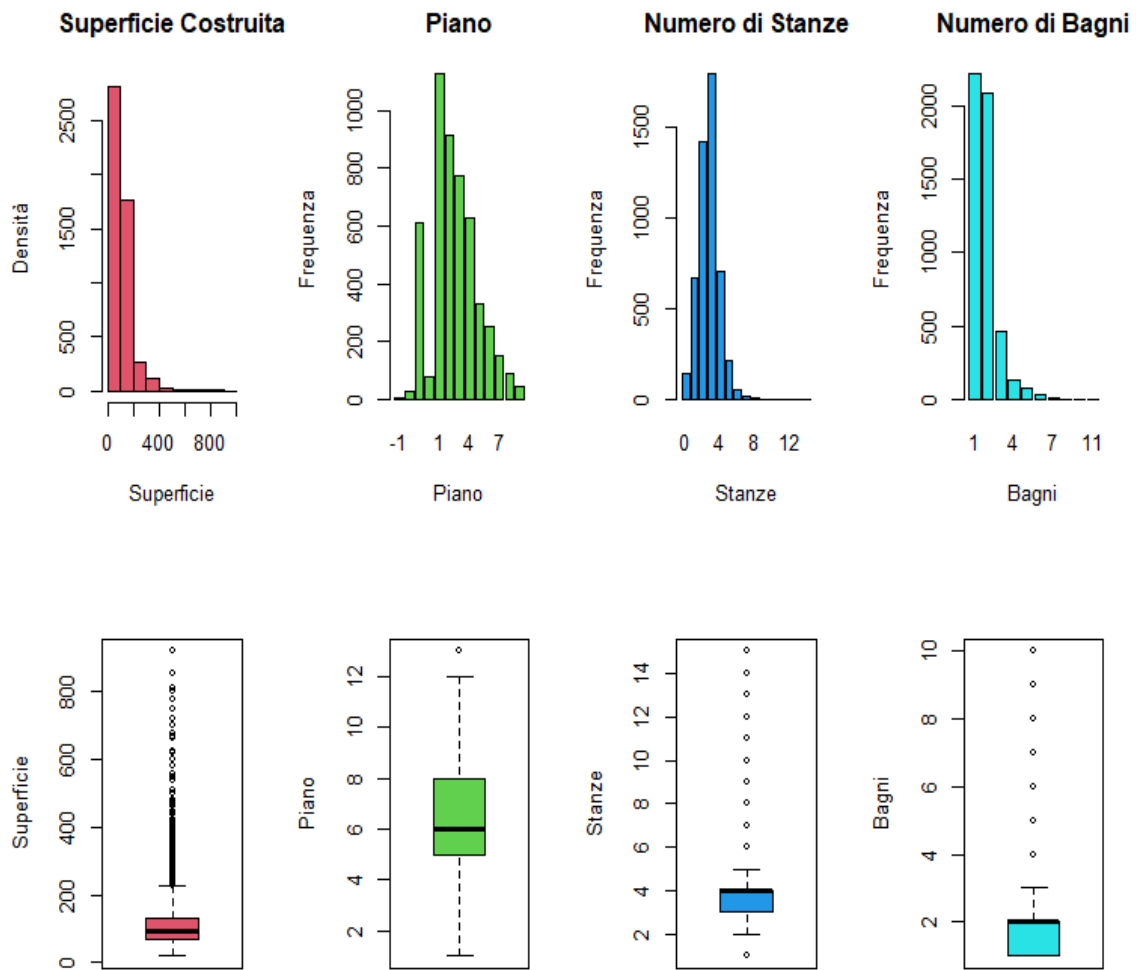 Superficie Costruita
Piano
Numero di Stanze
Numero di Bagni
Densità
0 500 1500 2500
0 400 800
Superficie
Frequenza
0 200 400 600 800 1000
-1 1 4 7
Piano
Frequenza
0 500 1000 1500
0 4 8 12
Stanze
Frequenza
0 500 1000 1500 2000
1 4 7 11
Bagni
Superficie
0 200 400 600 800
Piano
2 4 6 8 10 12
Stanze
2 4 6 8 10 12 14
Bagni
2 4 6 8 10